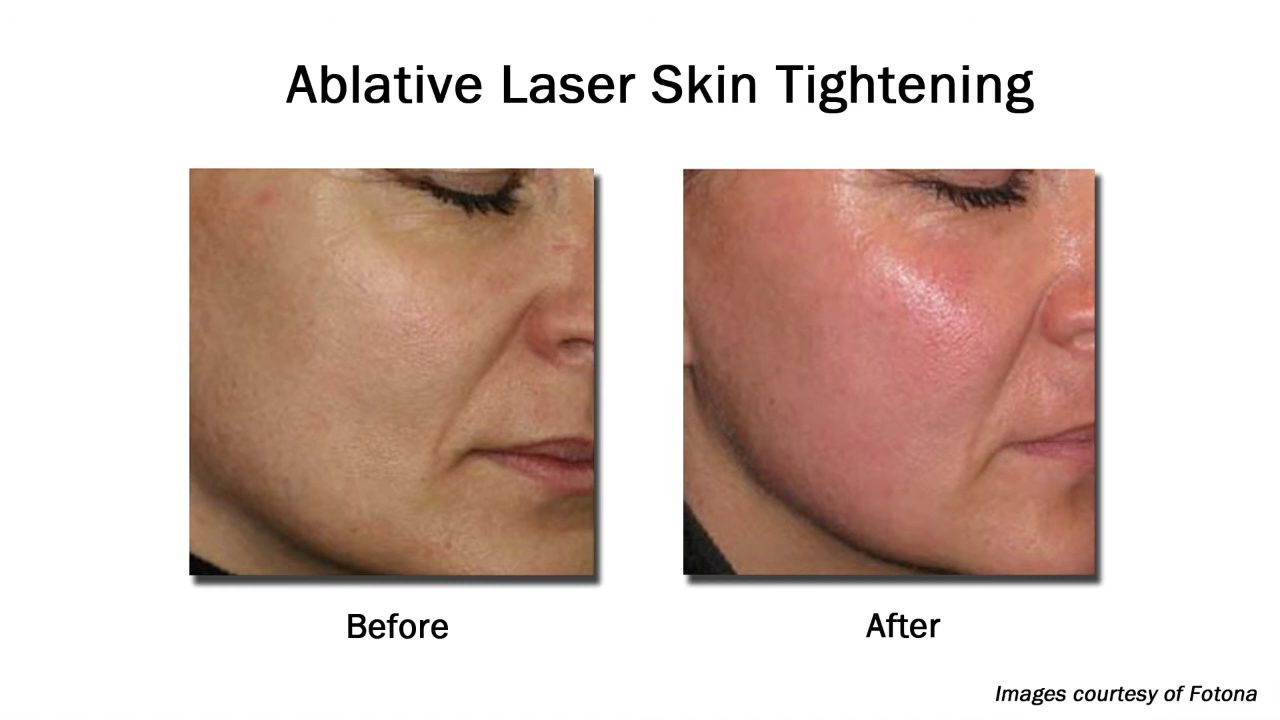 Ablative Laser Skin Tightening
Before
After
Images courtesy of Fotona